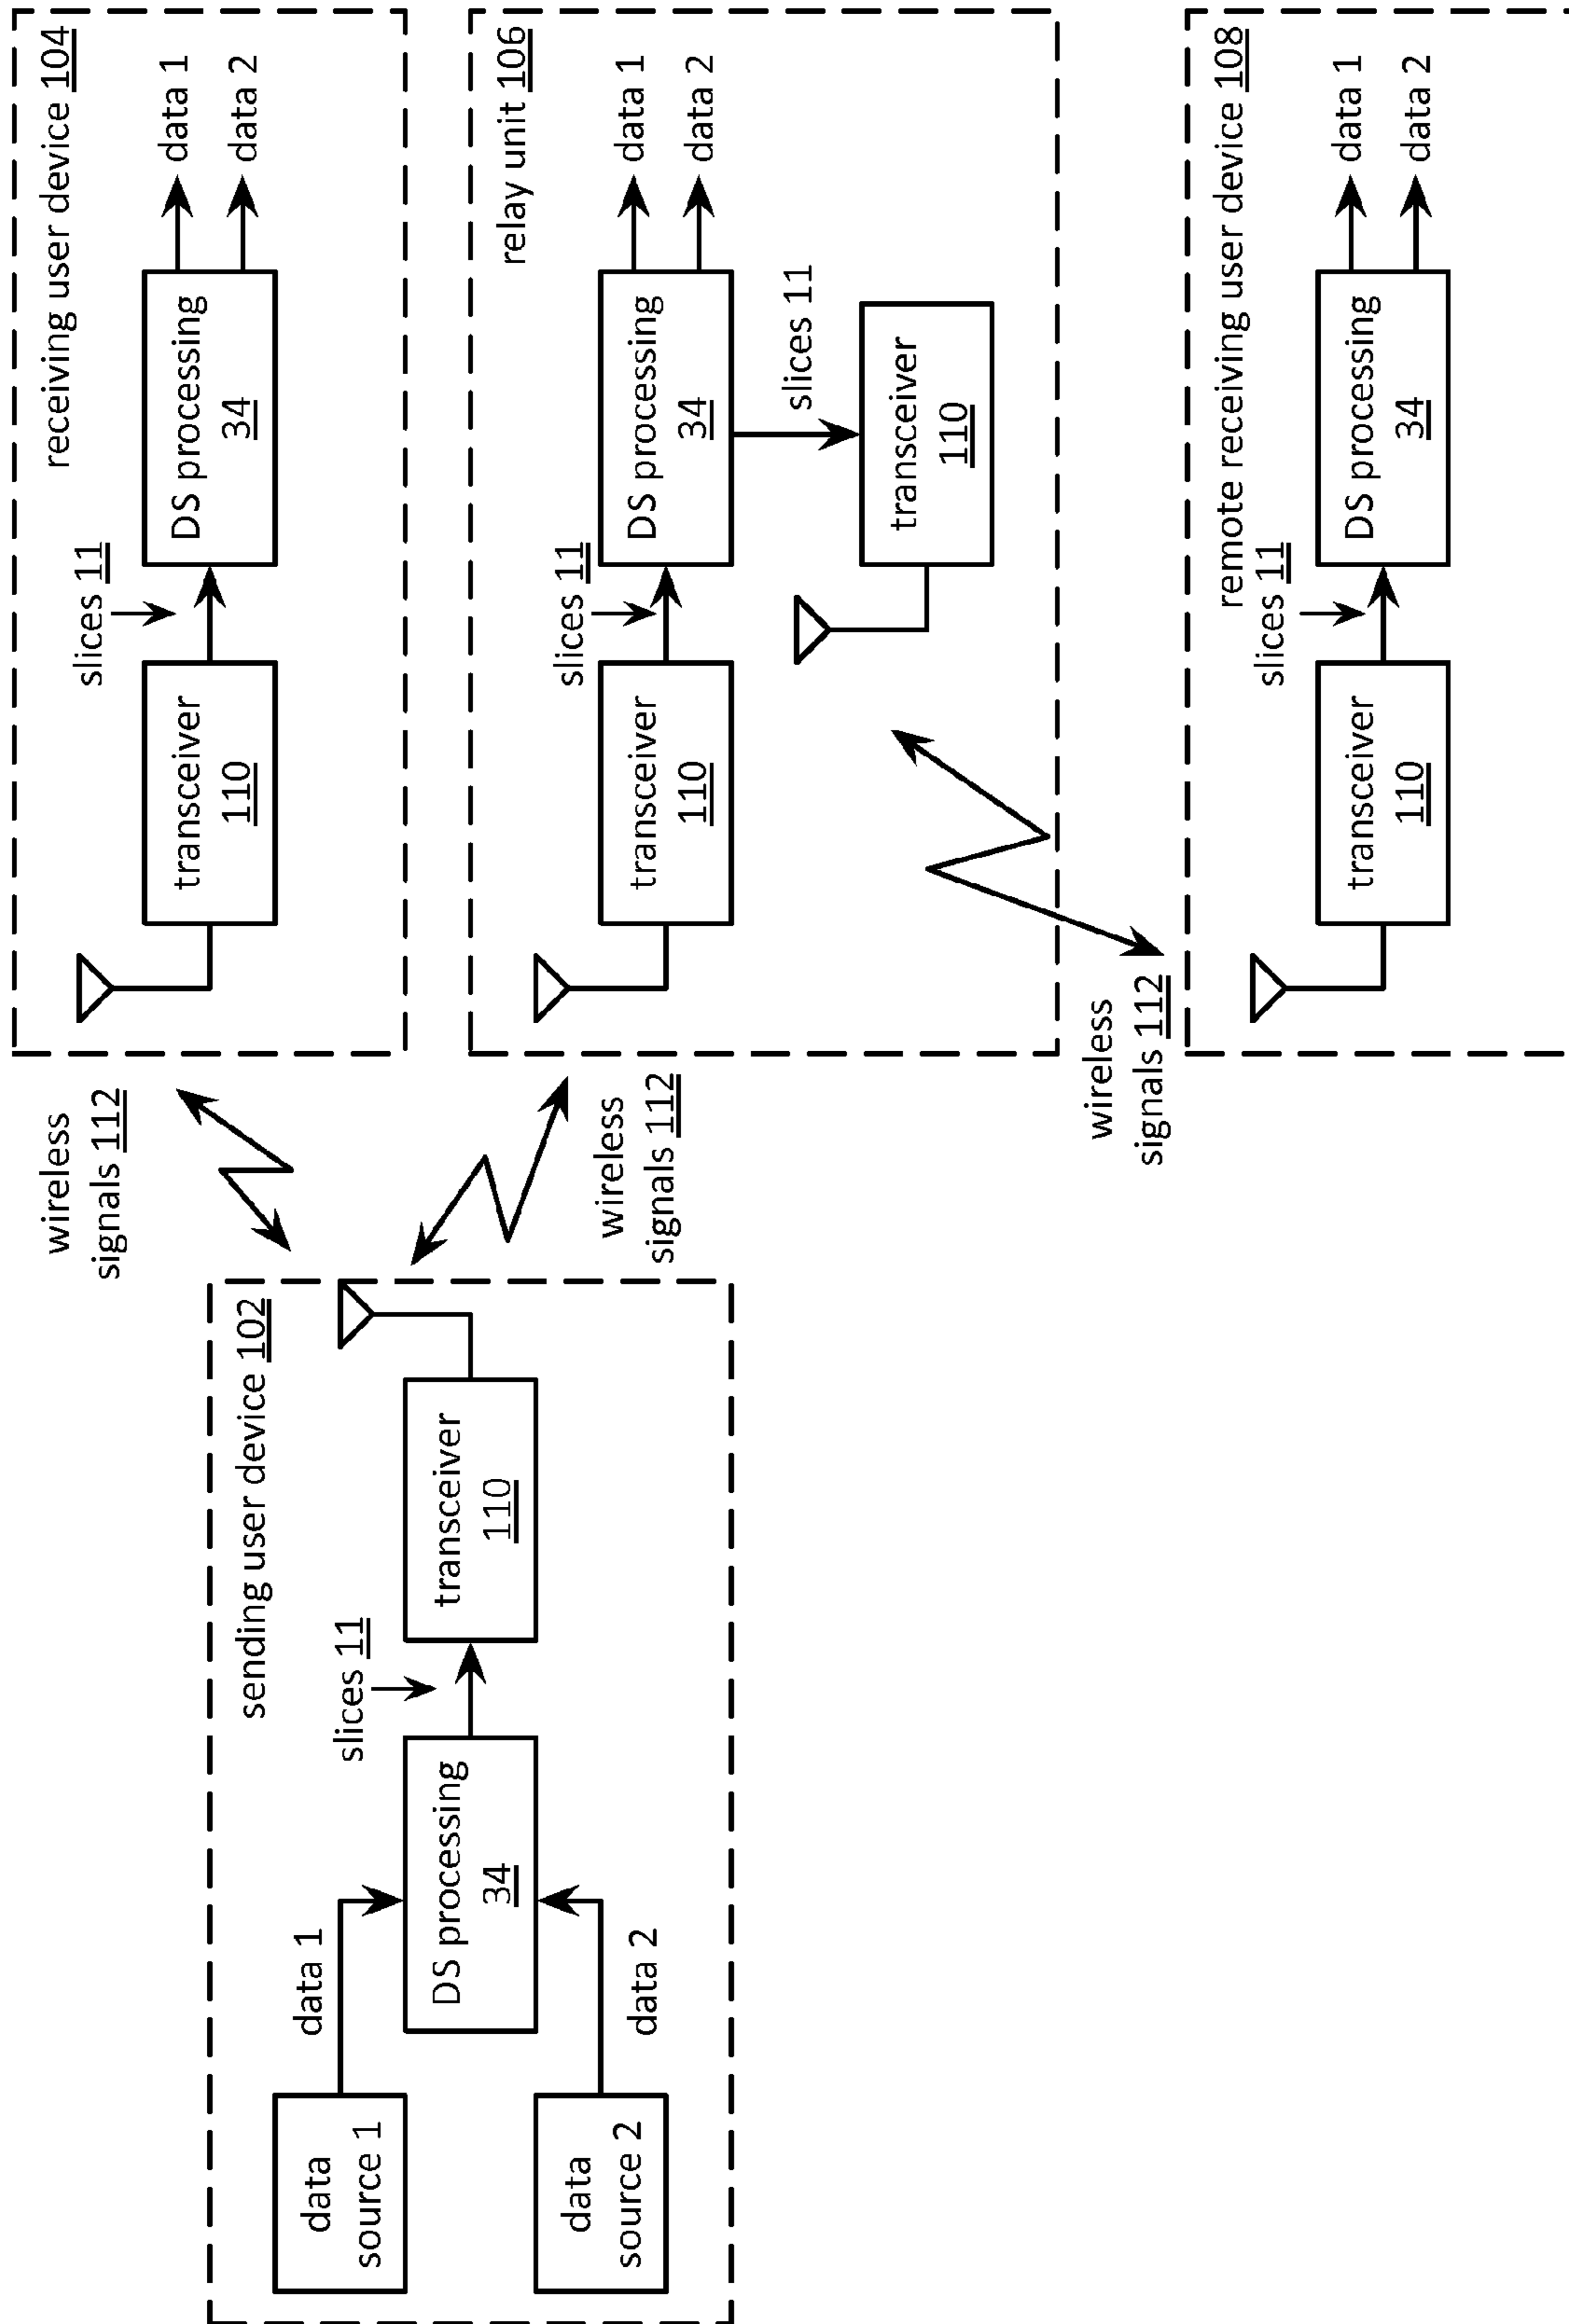 sending user device 102
data
source 1
data 1
data
source 2
data 2
DS processing
34
slices 11
transceiver
110
wireless
signals 112
wireless
signals 112
receiving user device 104
transceiver
110
slices 11
DS processing
34
data 1
data 2
relay unit 106
transceiver
110
slices 11
DS processing
34
data 1
data 2
slices 11
transceiver
110
wireless
signals 112
remote receiving user device 108
transceiver
110
slices 11
DS processing
34
data 1
data 2